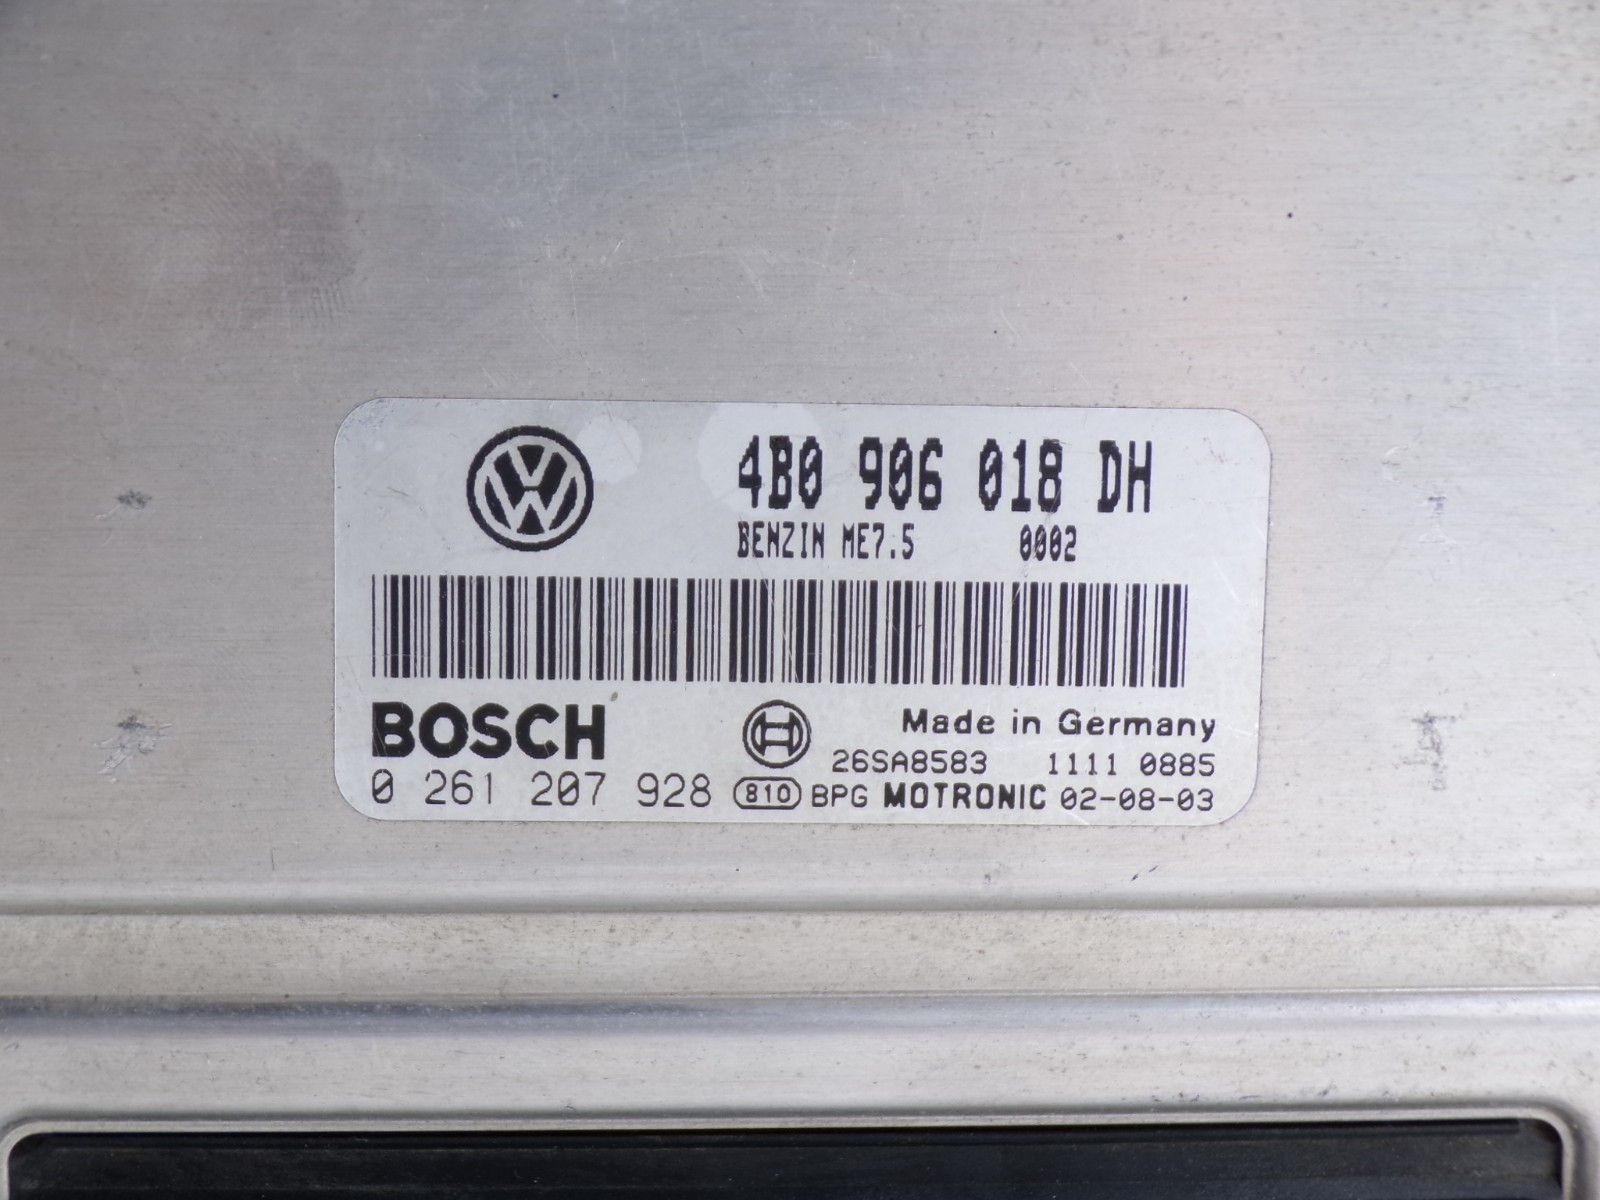 4B0 906 018 DH
BENZIN ME7.5 0002
BOSCH
Made in Germany
26SA8583 1111 0885
0 261 207 928 810 BPG MOTRONIC 02-08-03